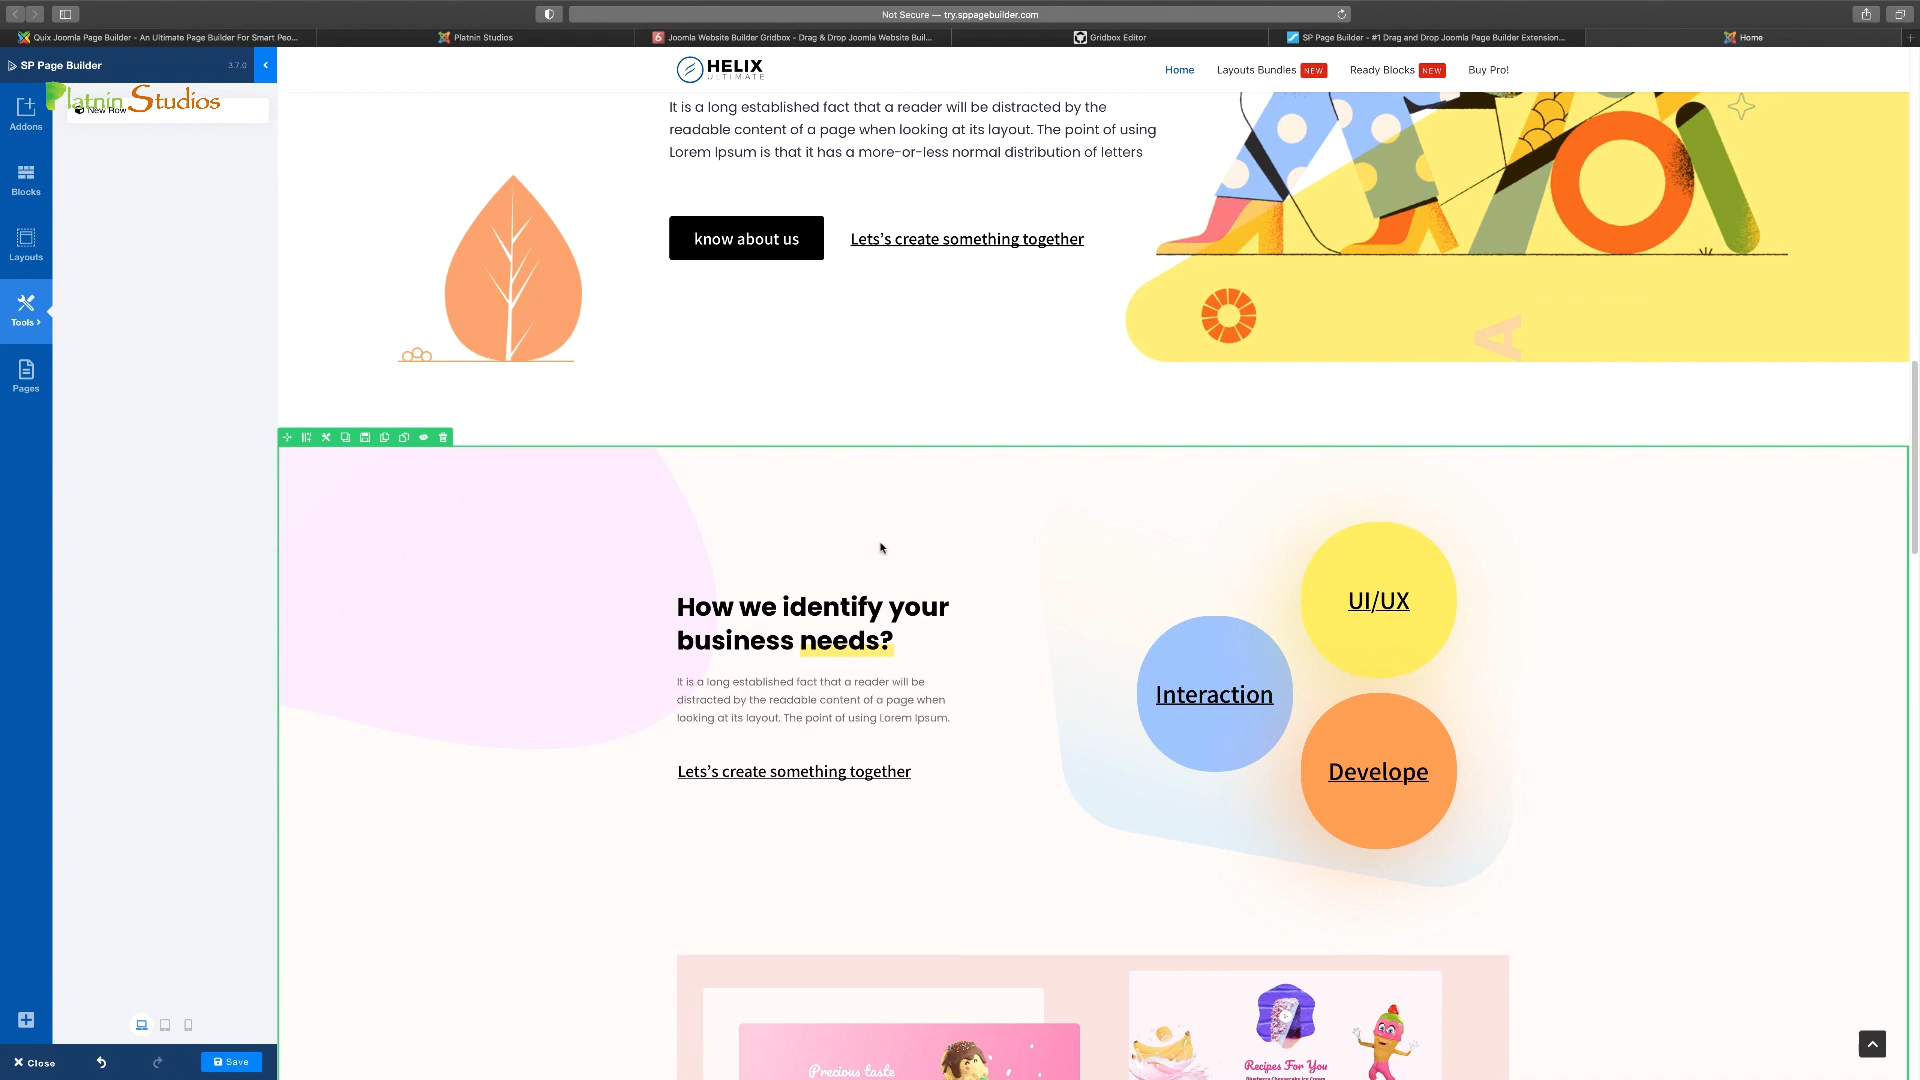 Not Secure — try.sppagebuilder.com
Quix Joomla Page Builder - An Ultimate Page Builder For Smart Peo...
Platnin Studios
Joomla Website Builder Gridbox - Drag & Drop Joomla Website Buil...
Gridbox Editor
SP Page Builder - #1 Drag and Drop Joomla Page Builder Extension...
Home
SP Page Builder
3.7.0
Platnin Studios
New Row
Addons
Blocks
Layouts
Tools ›
Pages
HELIX
ULTIMATE
Home
Layouts Bundles NEW
Ready Blocks NEW
Buy Pro!
It is a long established fact that a reader will be distracted by the
readable content of a page when looking at its layout. The point of using
Lorem Ipsum is that it has a more-or-less normal distribution of letters
know about us
Lets's create something together
A
How we identify your
business needs?
It is a long established fact that a reader will be
distracted by the readable content of a page when
looking at its layout. The point of using Lorem Ipsum.
Lets's create something together
UI/UX
Interaction
Develope
Precious taste
Recipes For You
Blueberry Cheesecake Ice Cream
Close
Save